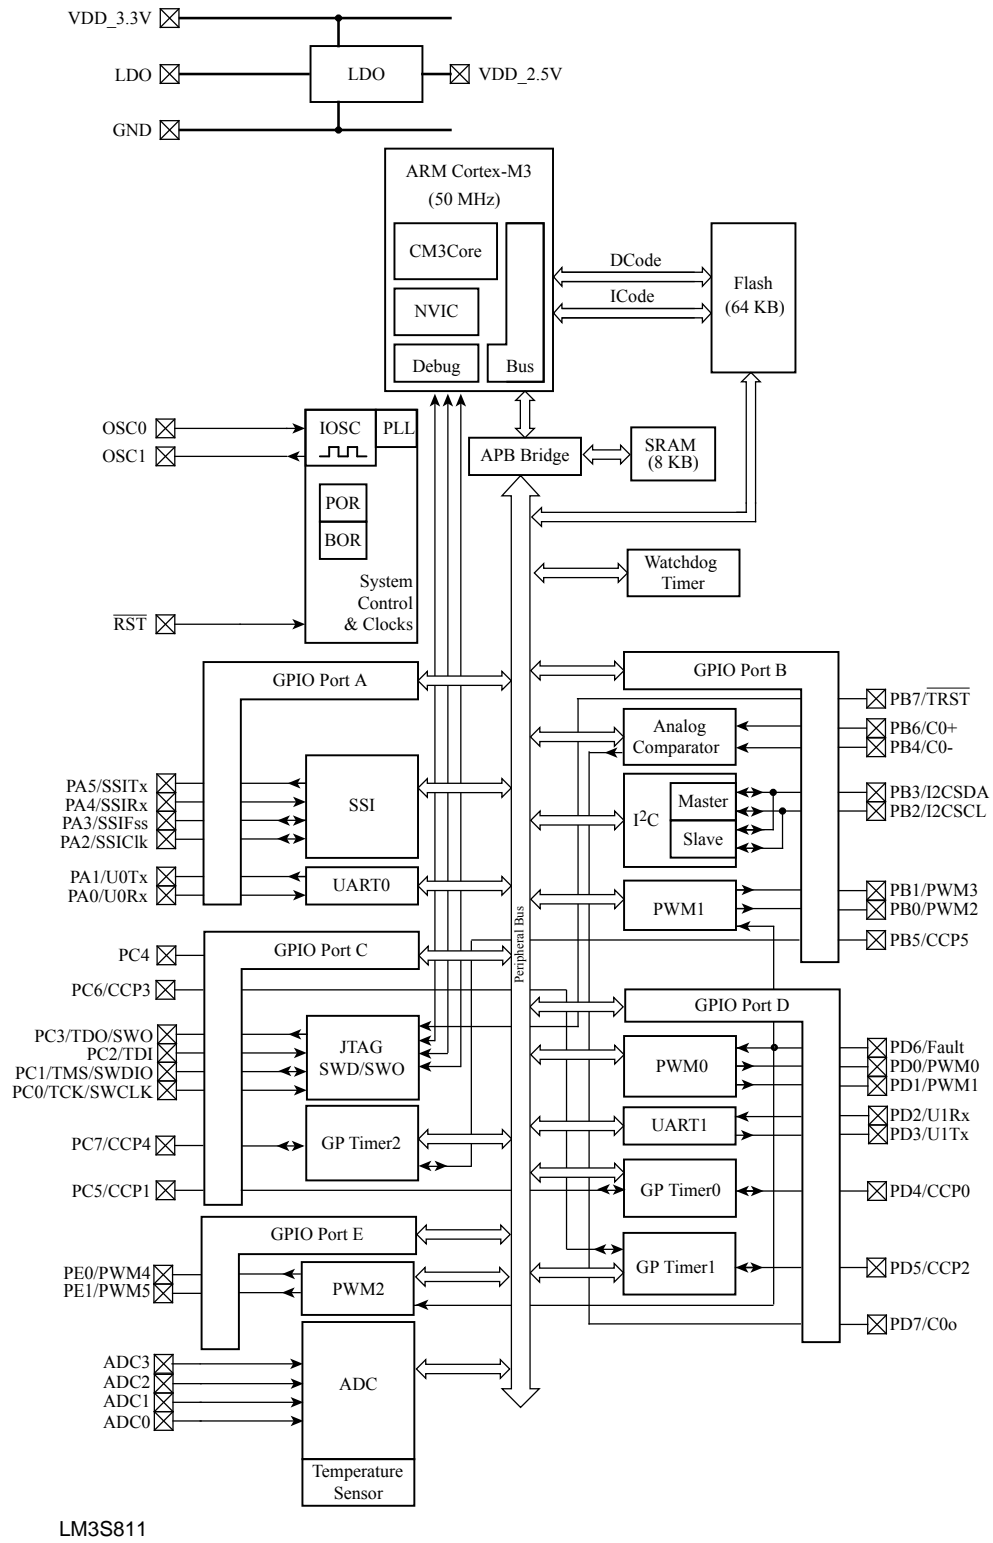 VDD_3.3V
LDO
LDO
VDD_2.5V
GND
ARM Cortex-M3
(50 MHz)
CM3Core
NVIC
Debug
Bus
DCode
ICode
Flash
(64 KB)
OSC0
OSC1
IOSC
PLL
POR
BOR
System
Control
& Clocks
RST
APB Bridge
SRAM
(8 KB)
Watchdog
Timer
GPIO Port A
PA5/SSITx
PA4/SSIRx
PA3/SSIFss
PA2/SSIClk
SSI
PA1/U0Tx
PA0/U0Rx
UART0
GPIO Port B
PB7/TRST
Analog
Comparator
PB6/C0+
PB4/C0-
I2C
Master
Slave
PB3/I2CSDA
PB2/I2CSCL
PWM1
PB1/PWM3
PB0/PWM2
PB5/CCP5
Peripheral Bus
GPIO Port C
PC4
PC6/CCP3
PC3/TDO/SWO
PC2/TDI
PC1/TMS/SWDIO
PC0/TCK/SWCLK
JTAG
SWD/SWO
PC7/CCP4
GP Timer2
PC5/CCP1
GPIO Port D
PWM0
PD6/Fault
PD0/PWM0
PD1/PWM1
UART1
PD2/U1Rx
PD3/U1Tx
GP Timer0
PD4/CCP0
GP Timer1
PD5/CCP2
PD7/C0o
GPIO Port E
PE0/PWM4
PE1/PWM5
PWM2
ADC3
ADC2
ADC1
ADC0
ADC
Temperature
Sensor
LM3S811